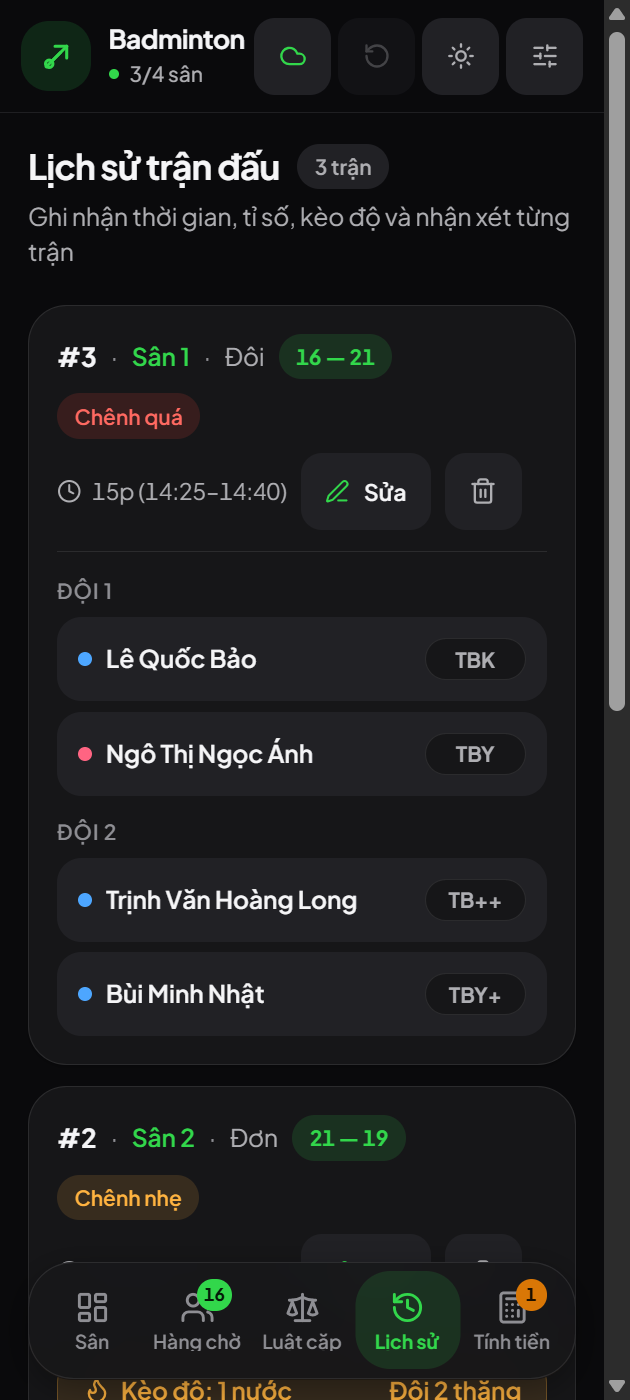 Badminton
3/4 sân
Lịch sử trận đấu 3 trận
Ghi nhận thời gian, tỉ số, kèo độ và nhận xét từng
trận
#3 · Sân 1 · Đôi 16 — 21
Chênh quá
15p (14:25–14:40) Sửa
ĐỘI 1
Lê Quốc Bảo TBK
Ngô Thị Ngọc Ánh TBY
ĐỘI 2
Trịnh Văn Hoàng Long TB++
Bùi Minh Nhật TBY+
#2 · Sân 2 · Đơn 21 — 19
Chênh nhẹ
16 1
Sân Hàng chờ Luật cặp Lịch sử Tính tiền
Kèo độ: 1 nước Đội 2 thắng